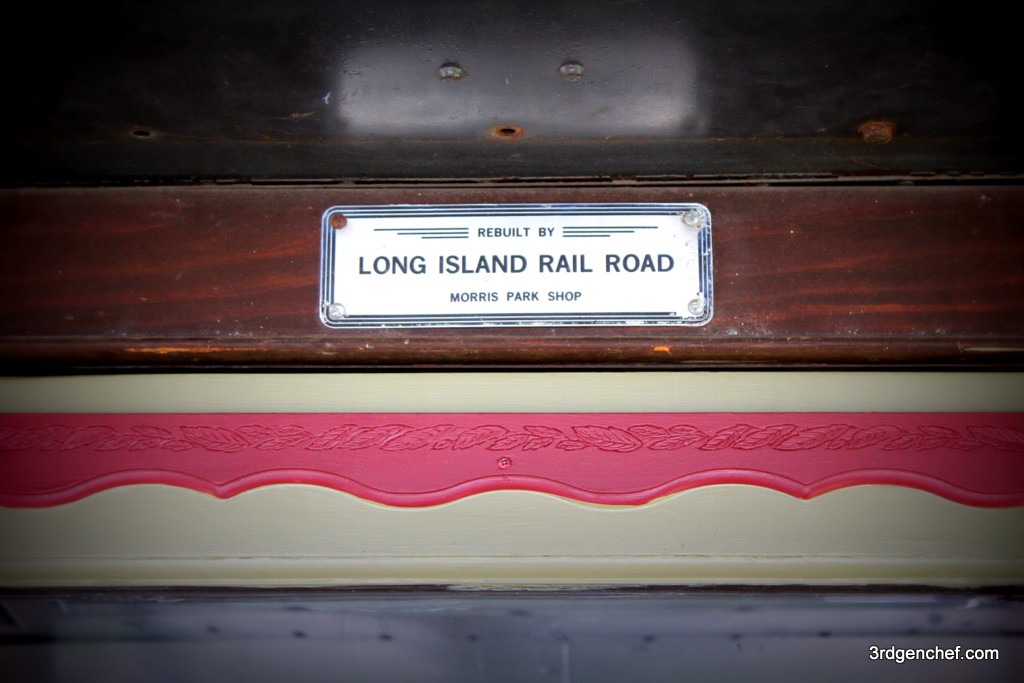 REBUILT BY
LONG ISLAND RAIL ROAD
MORRIS PARK SHOP
3rdgenchef.com